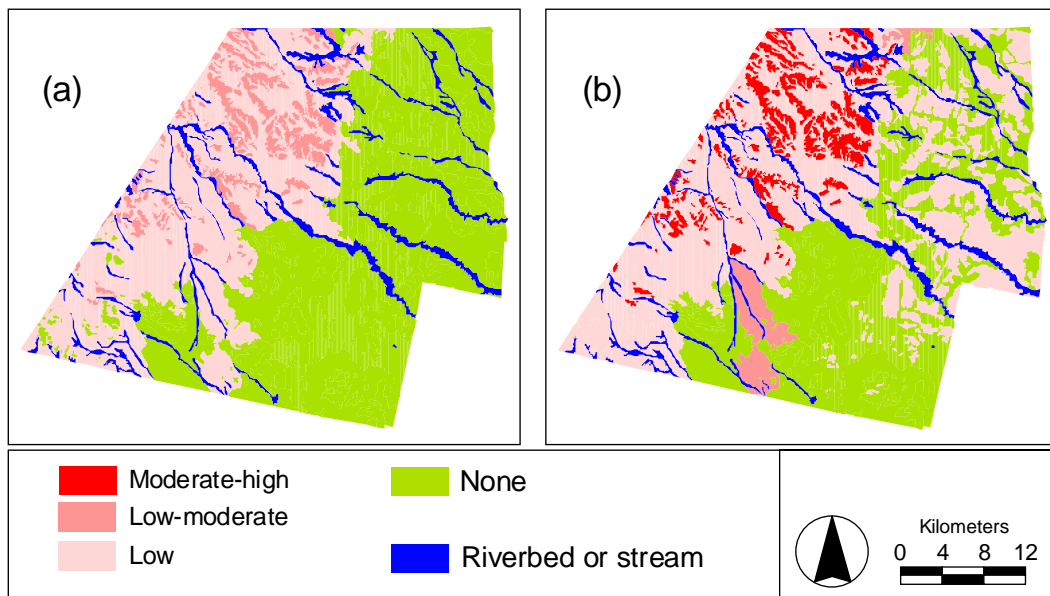 (a)
(b)
Moderate-high
Low-moderate
Low
None
Riverbed or stream
Kilometers
0 4 8 12